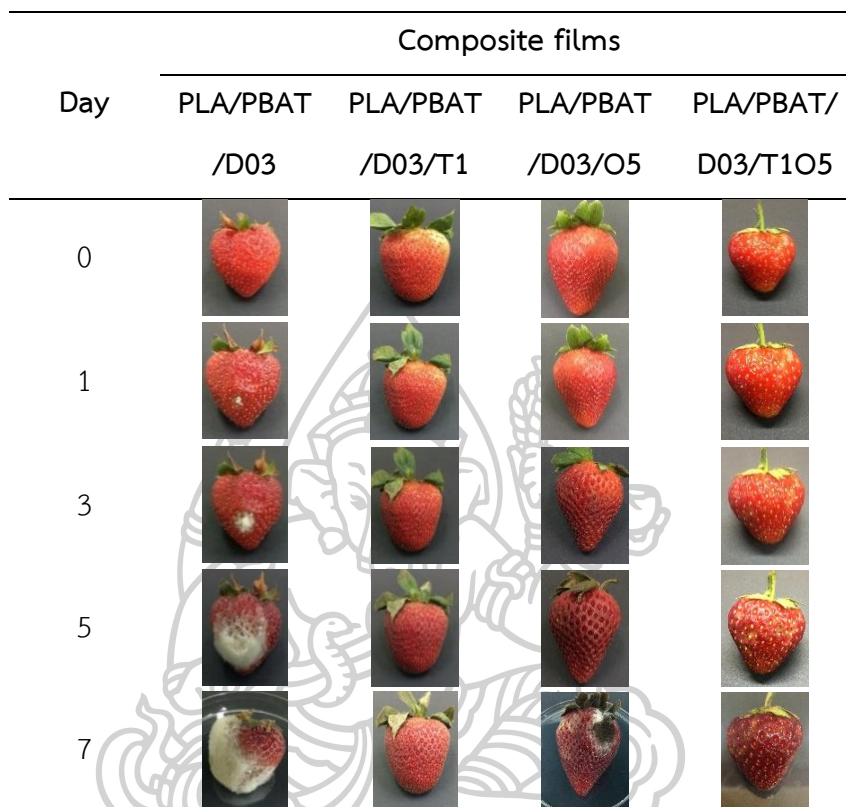 Composite films
Day PLA/PBAT PLA/PBAT PLA/PBAT PLA/PBAT/
/D03 /D03/T1 /D03/O5 D03/T1O5
0
1
3
5
7